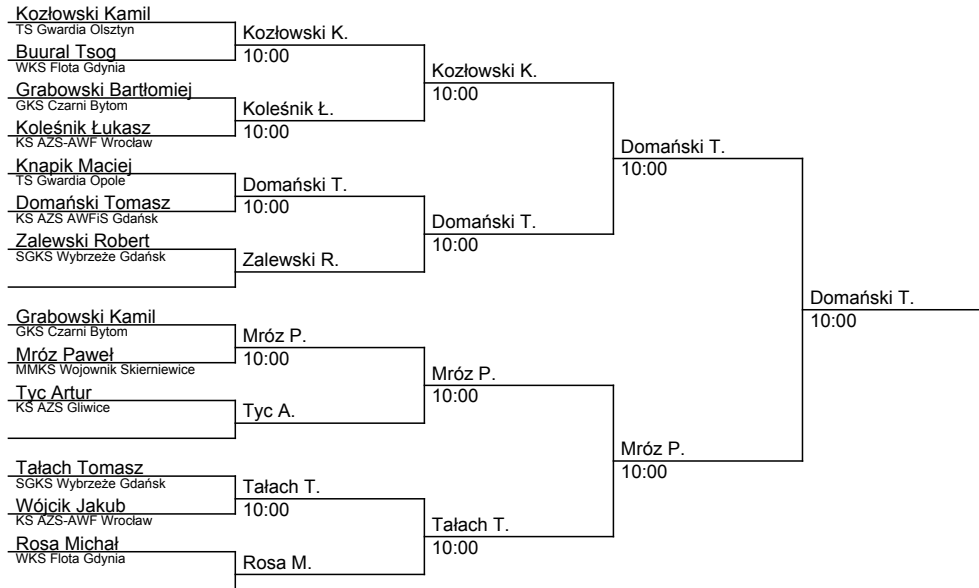 Kozłowski Kamil
TS Gwardia Olsztyn
Buural Tsog
WKS Flota Gdynia
Grabowski Bartłomiej
GKS Czarni Bytom
Koleśnik Łukasz
KS AZS-AWF Wrocław
Knapik Maciej
TS Gwardia Opole
Domański Tomasz
KS AZS AWFiS Gdańsk
Zalewski Robert
SGKS Wybrzeże Gdańsk
Grabowski Kamil
GKS Czarni Bytom
Mróz Paweł
MMKS Wojownik Skierniewice
Tyc Artur
KS AZS Gliwice
Tałach Tomasz
SGKS Wybrzeże Gdańsk
Wójcik Jakub
KS AZS-AWF Wrocław
Rosa Michał
WKS Flota Gdynia
Kozłowski K.
10:00
Koleśnik Ł.
10:00
Domański T.
10:00
Zalewski R.
Mróz P.
10:00
Tyc A.
Tałach T.
10:00
Rosa M.
Kozłowski K.
10:00
Domański T.
10:00
Mróz P.
10:00
Tałach T.
10:00
Domański T.
10:00
Mróz P.
10:00
Domański T.
10:00